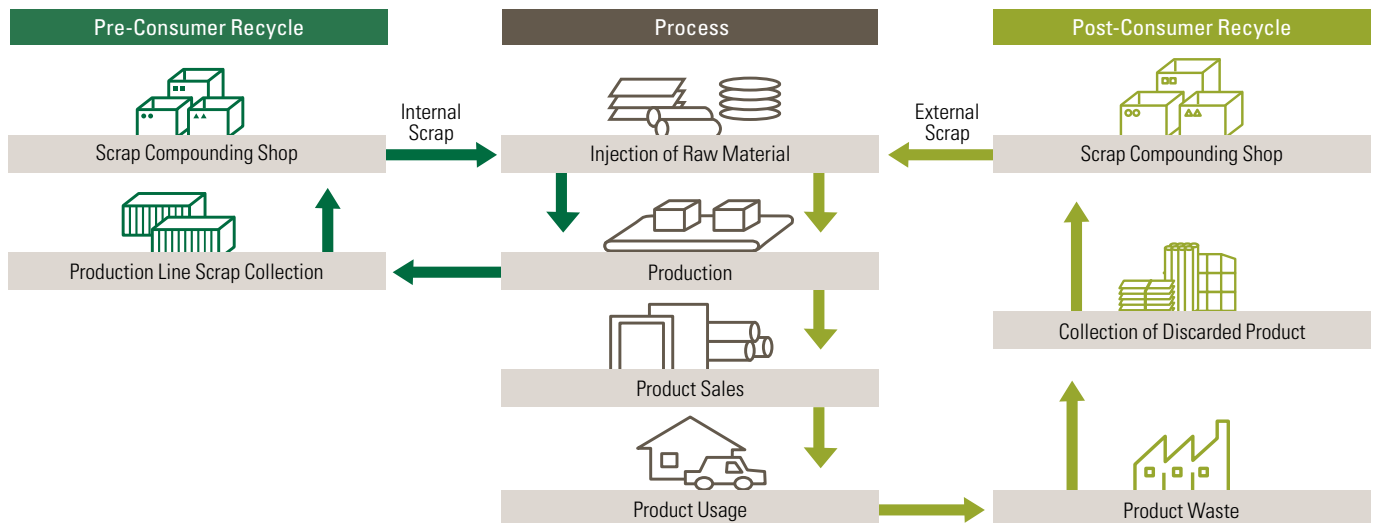 Pre-Consumer Recycle
Process
Post-Consumer Recycle
Internal
Scrap
External
Scrap
Scrap Compounding Shop
Injection of Raw Material
Scrap Compounding Shop
Production Line Scrap Collection
Production
Collection of Discarded Product
Product Sales
Product Usage
Product Waste